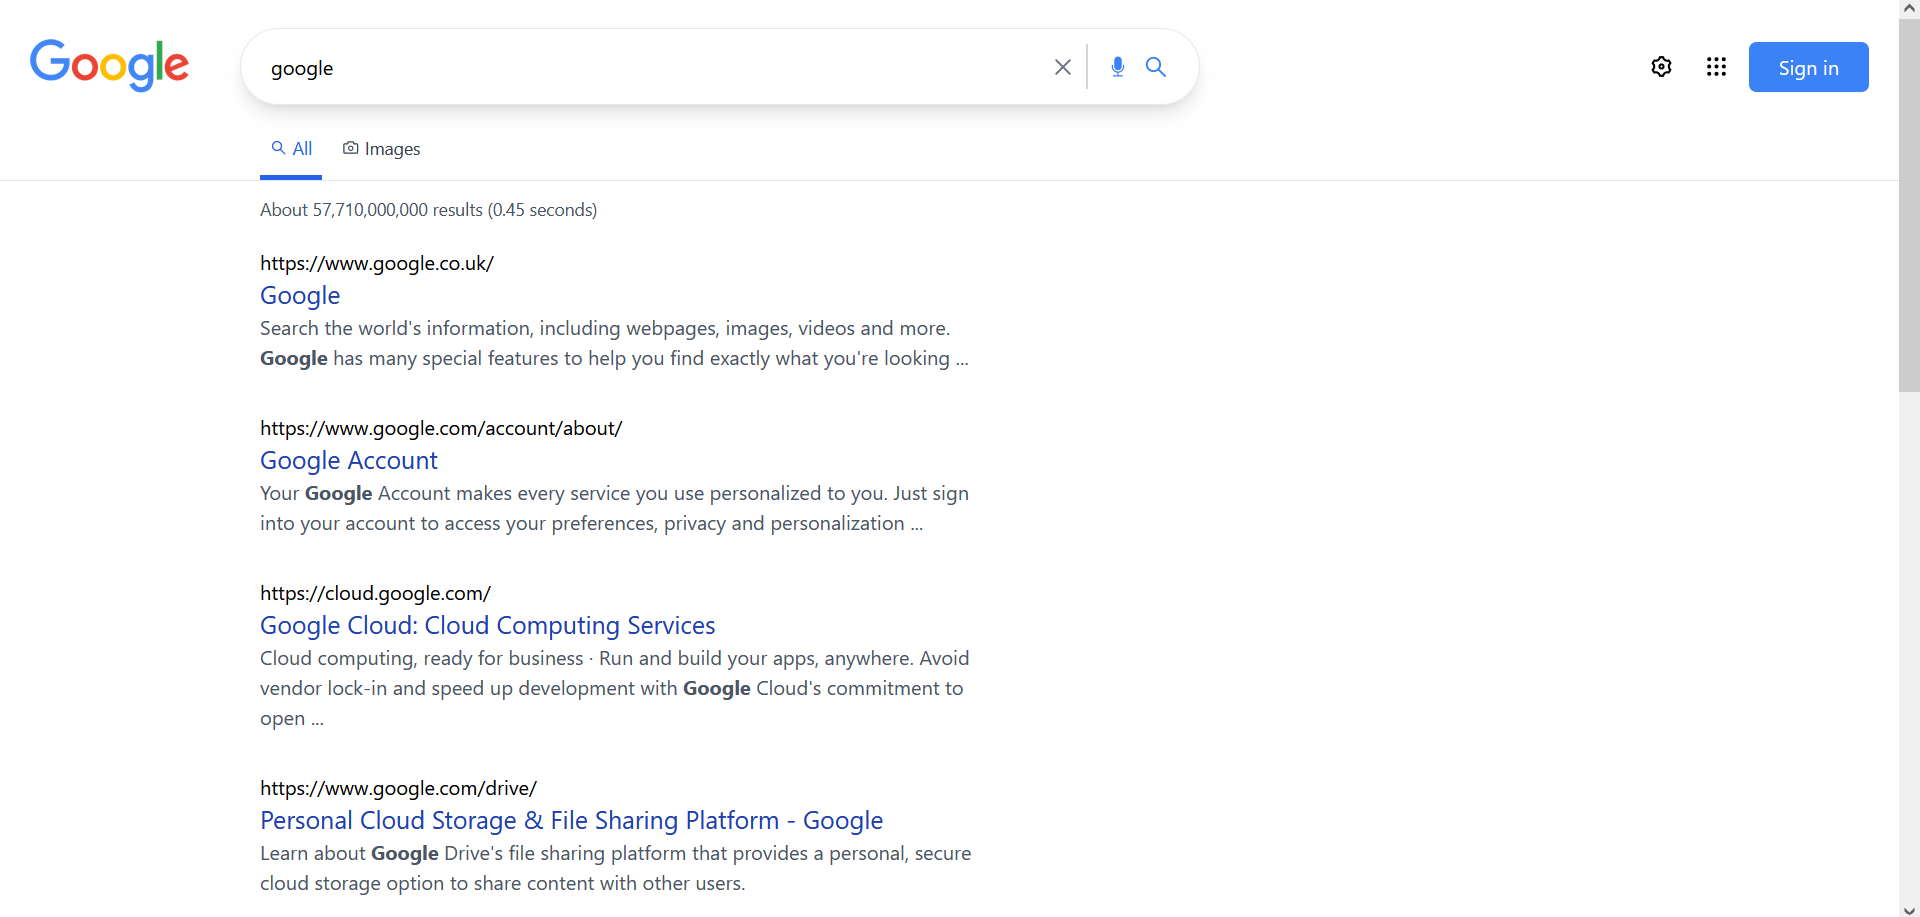 Google
google
Sign in
All
Images
About 57,710,000,000 results (0.45 seconds)
https://www.google.co.uk/
Google
Search the world's information, including webpages, images, videos and more.
Google has many special features to help you find exactly what you're looking ...
https://www.google.com/account/about/
Google Account
Your Google Account makes every service you use personalized to you. Just sign
into your account to access your preferences, privacy and personalization ...
https://cloud.google.com/
Google Cloud: Cloud Computing Services
Cloud computing, ready for business · Run and build your apps, anywhere. Avoid
vendor lock-in and speed up development with Google Cloud's commitment to
open ...
https://www.google.com/drive/
Personal Cloud Storage & File Sharing Platform - Google
Learn about Google Drive's file sharing platform that provides a personal, secure
cloud storage option to share content with other users.